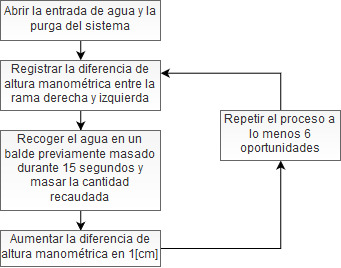 Abrir la entrada de agua y la
purga del sistema
Registrar la diferencia de
altura manométrica entre la
rama derecha y izquierda
Recoger el agua en un
balde previamente masado
durante 15 segundos y
masar la cantidad
recaudada
Aumentar la diferencia de
altura manométrica en 1[cm]
Repetir el proceso a
lo menos 6
oportunidades